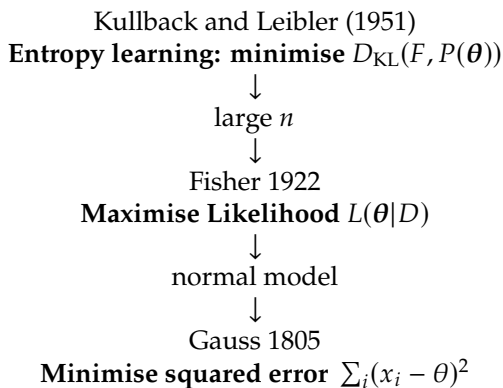 Kullback and Leibler (1951)
Entropy learning: minimise D_KL(F, P(θ))
↓
large n
↓
Fisher 1922
Maximise Likelihood L(θ|D)
↓
normal model
↓
Gauss 1805
Minimise squared error ∑_i(x_i − θ)²